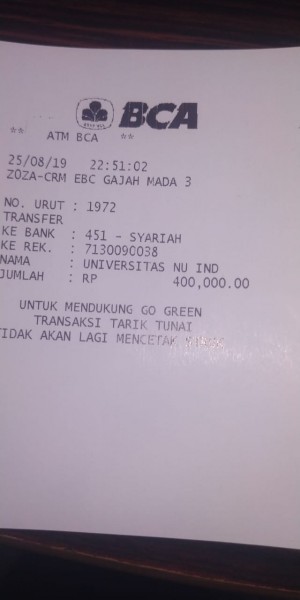 BCA
** ATM BCA **
25/08/19 22:51:02
ZOZA-CRM EBC GAJAH MADA 3
NO. URUT : 1972
TRANSFER
KE BANK : 451 - SYARIAH
KE REK. : 7130090038
NAMA : UNIVERSITAS NU IND
JUMLAH : RP 400,000.00
UNTUK MENDUKUNG GO GREEN
TRANSAKSI TARIK TUNAI
TIDAK AKAN LAGI MENCETAK